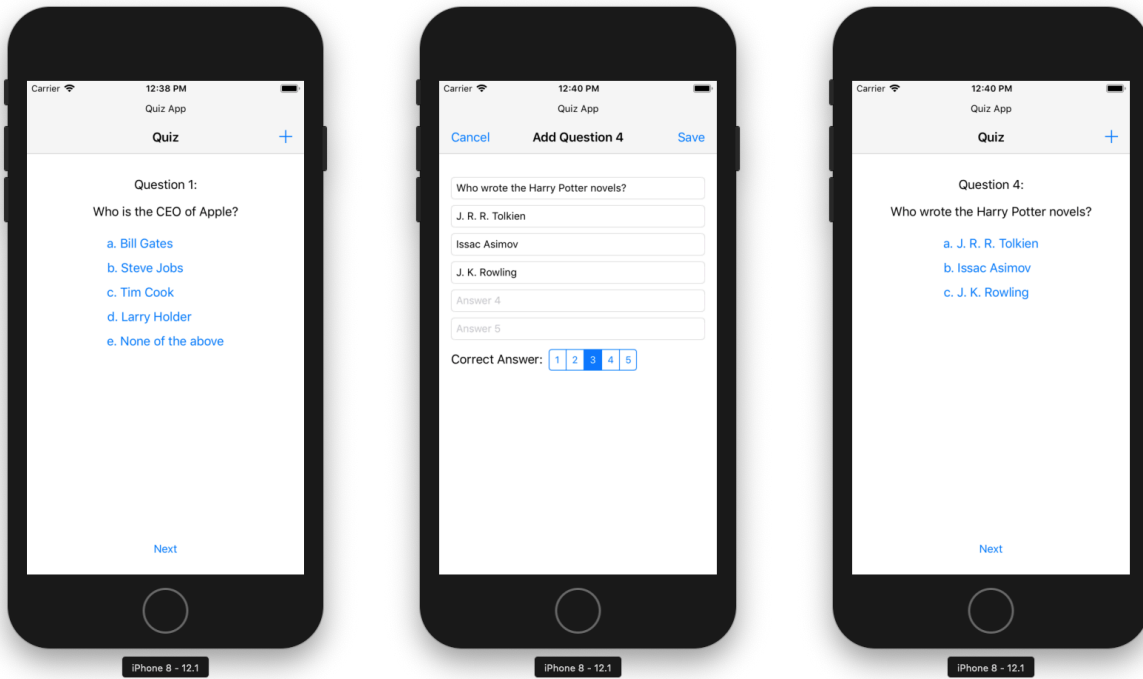 Carrier 12:38 PM
Quiz App
Quiz +
Question 1:
Who is the CEO of Apple?
a. Bill Gates
b. Steve Jobs
c. Tim Cook
d. Larry Holder
e. None of the above
Next
iPhone 8 - 12.1
Carrier 12:40 PM
Quiz App
Cancel Add Question 4 Save
Who wrote the Harry Potter novels?
J. R. R. Tolkien
Issac Asimov
J. K. Rowling
Answer 4
Answer 5
Correct Answer: 1 2 3 4 5
iPhone 8 - 12.1
Carrier 12:40 PM
Quiz App
Quiz +
Question 4:
Who wrote the Harry Potter novels?
a. J. R. R. Tolkien
b. Issac Asimov
c. J. K. Rowling
Next
iPhone 8 - 12.1